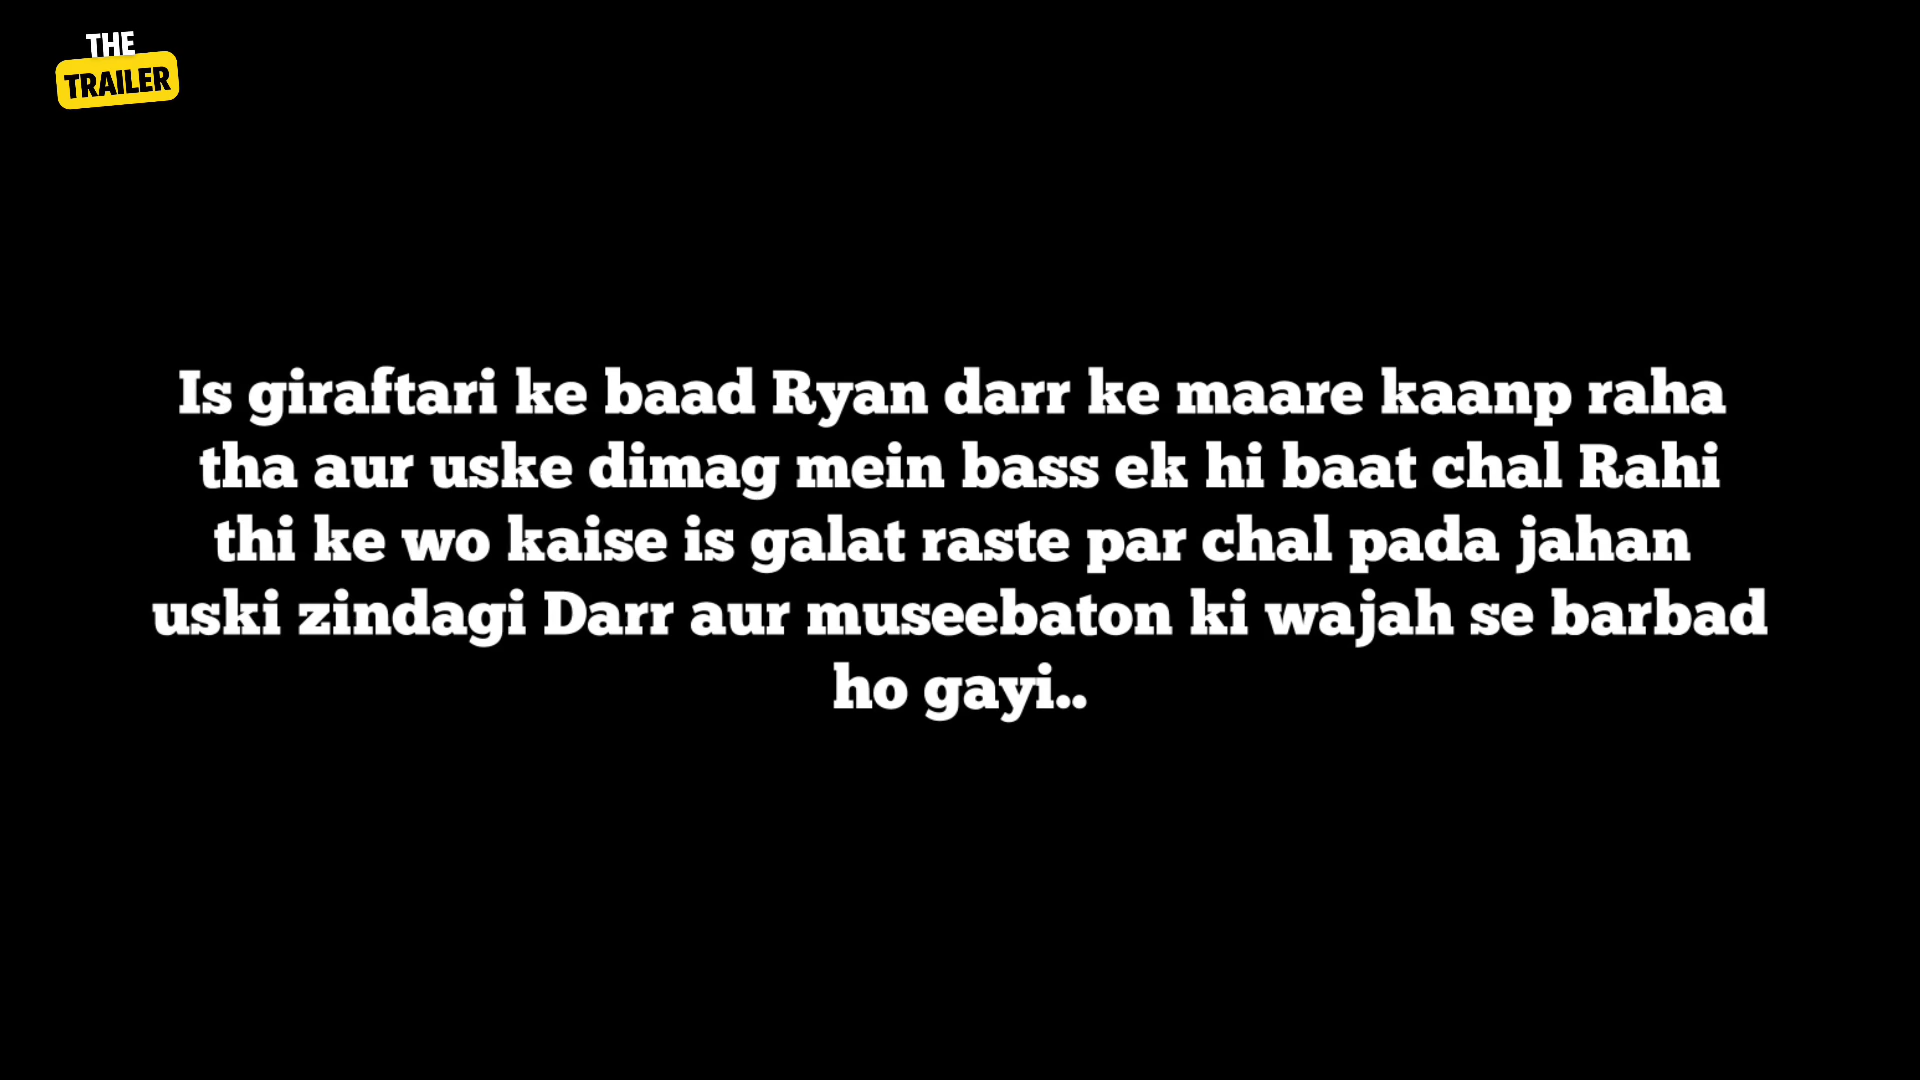 THE
TRAILER
Is giraftari ke baad Ryan darr ke maare kaanp raha
tha aur uske dimag mein bass ek hi baat chal Rahi
thi ke wo kaise is galat raste par chal pada jahan
uski zindagi Darr aur museebaton ki wajah se barbad
ho gayi..